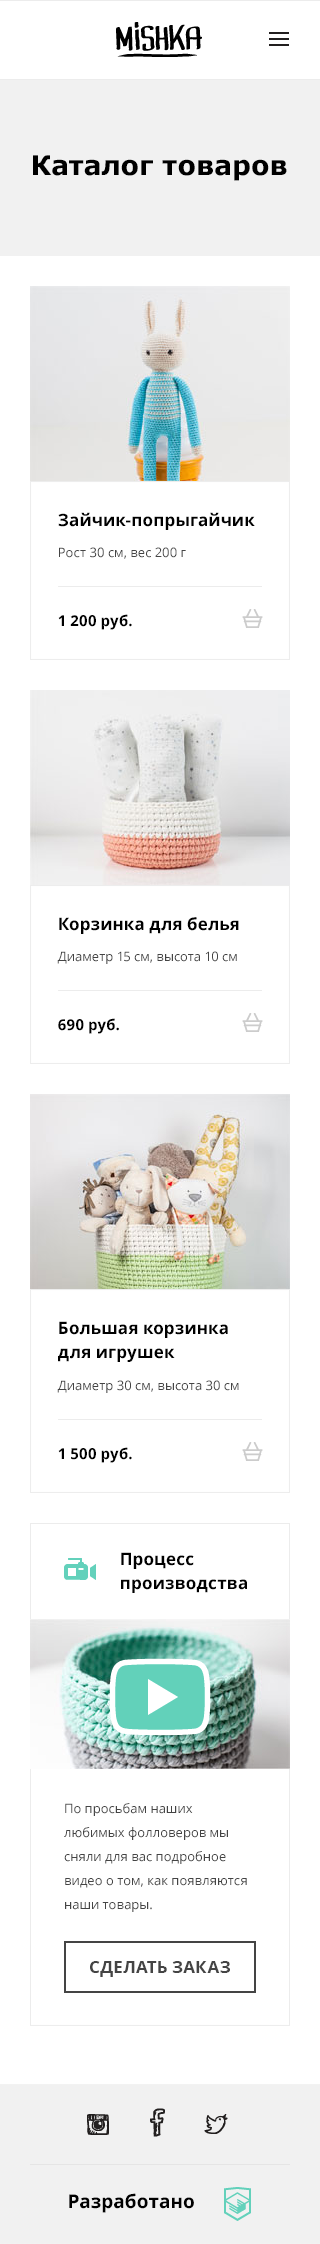 MiSHKA
Каталог товаров
Зайчик-попрыгайчик
Рост 30 см, вес 200 г
1 200 руб.
Корзинка для белья
Диаметр 15 см, высота 10 см
690 руб.
Большая корзинка
для игрушек
Диаметр 30 см, высота 30 см
1 500 руб.
Процесс
производства
По просьбам наших
любимых фолловеров мы
сняли для вас подробное
видео о том, как появляются
наши товары.
СДЕЛАТЬ ЗАКАЗ
Разработано